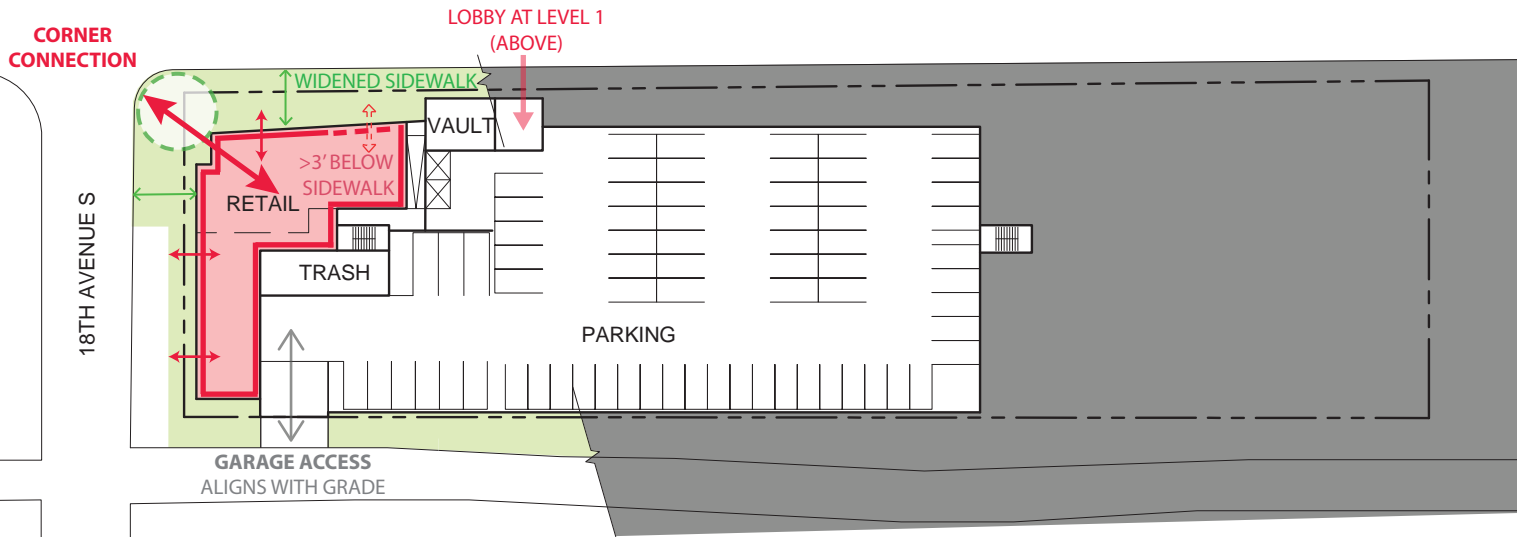 LOBBY AT LEVEL 1
(ABOVE)
CORNER
CONNECTION
WIDENED SIDEWALK
VAULT
>3' BELOW
SIDEWALK
RETAIL
18TH AVENUE S
TRASH
PARKING
GARAGE ACCESS
ALIGNS WITH GRADE